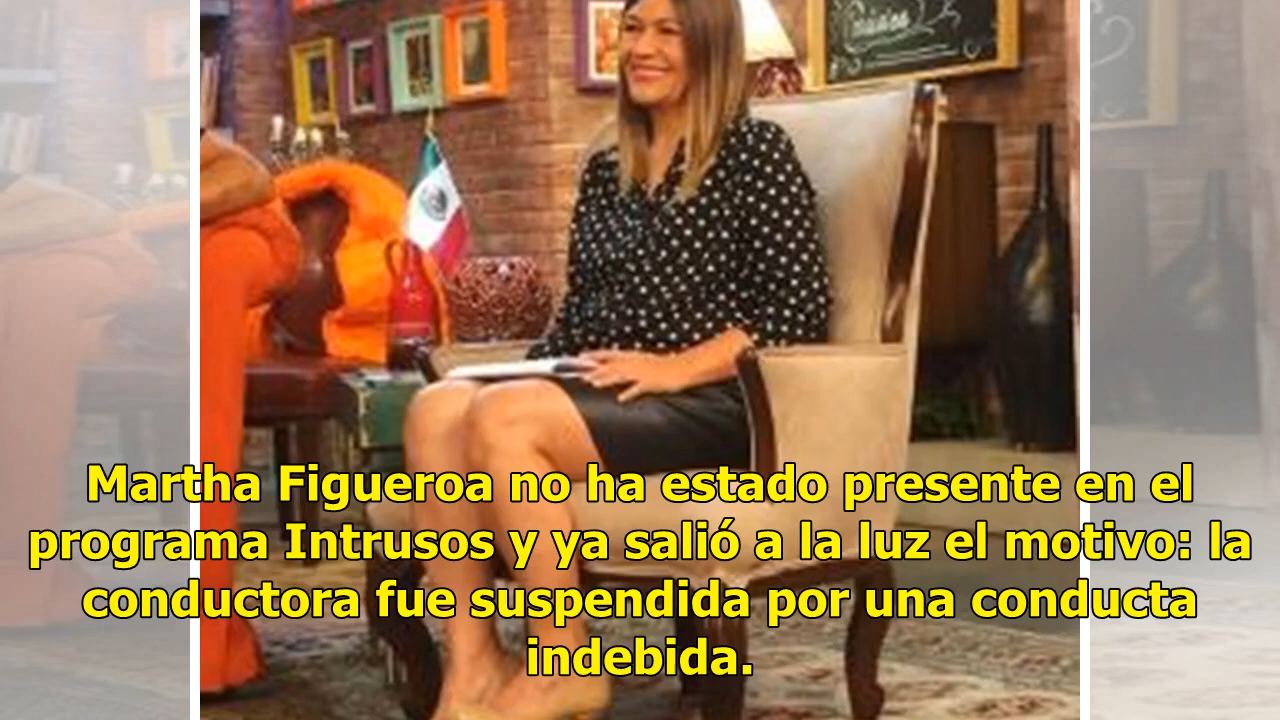 Martha Figueroa no ha estado presente en el
programa Intrusos y ya salió a la luz el motivo: la
conductora fue suspendida por una conducta
indebida.